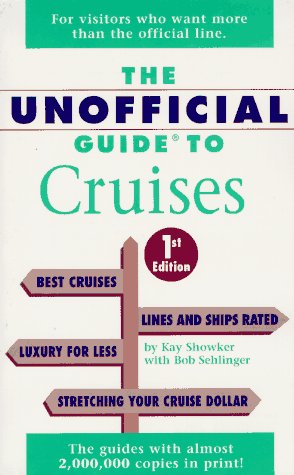 For visitors who want more
than the official line.
THE
UNOFFICIAL
GUIDE® TO
Cruises
1st
Edition
BEST CRUISES
LINES AND SHIPS RATED
by Kay Showker
with Bob Sehlinger
LUXURY FOR LESS
STRETCHING YOUR CRUISE DOLLAR
The guides with almost
2,000,000 copies in print!